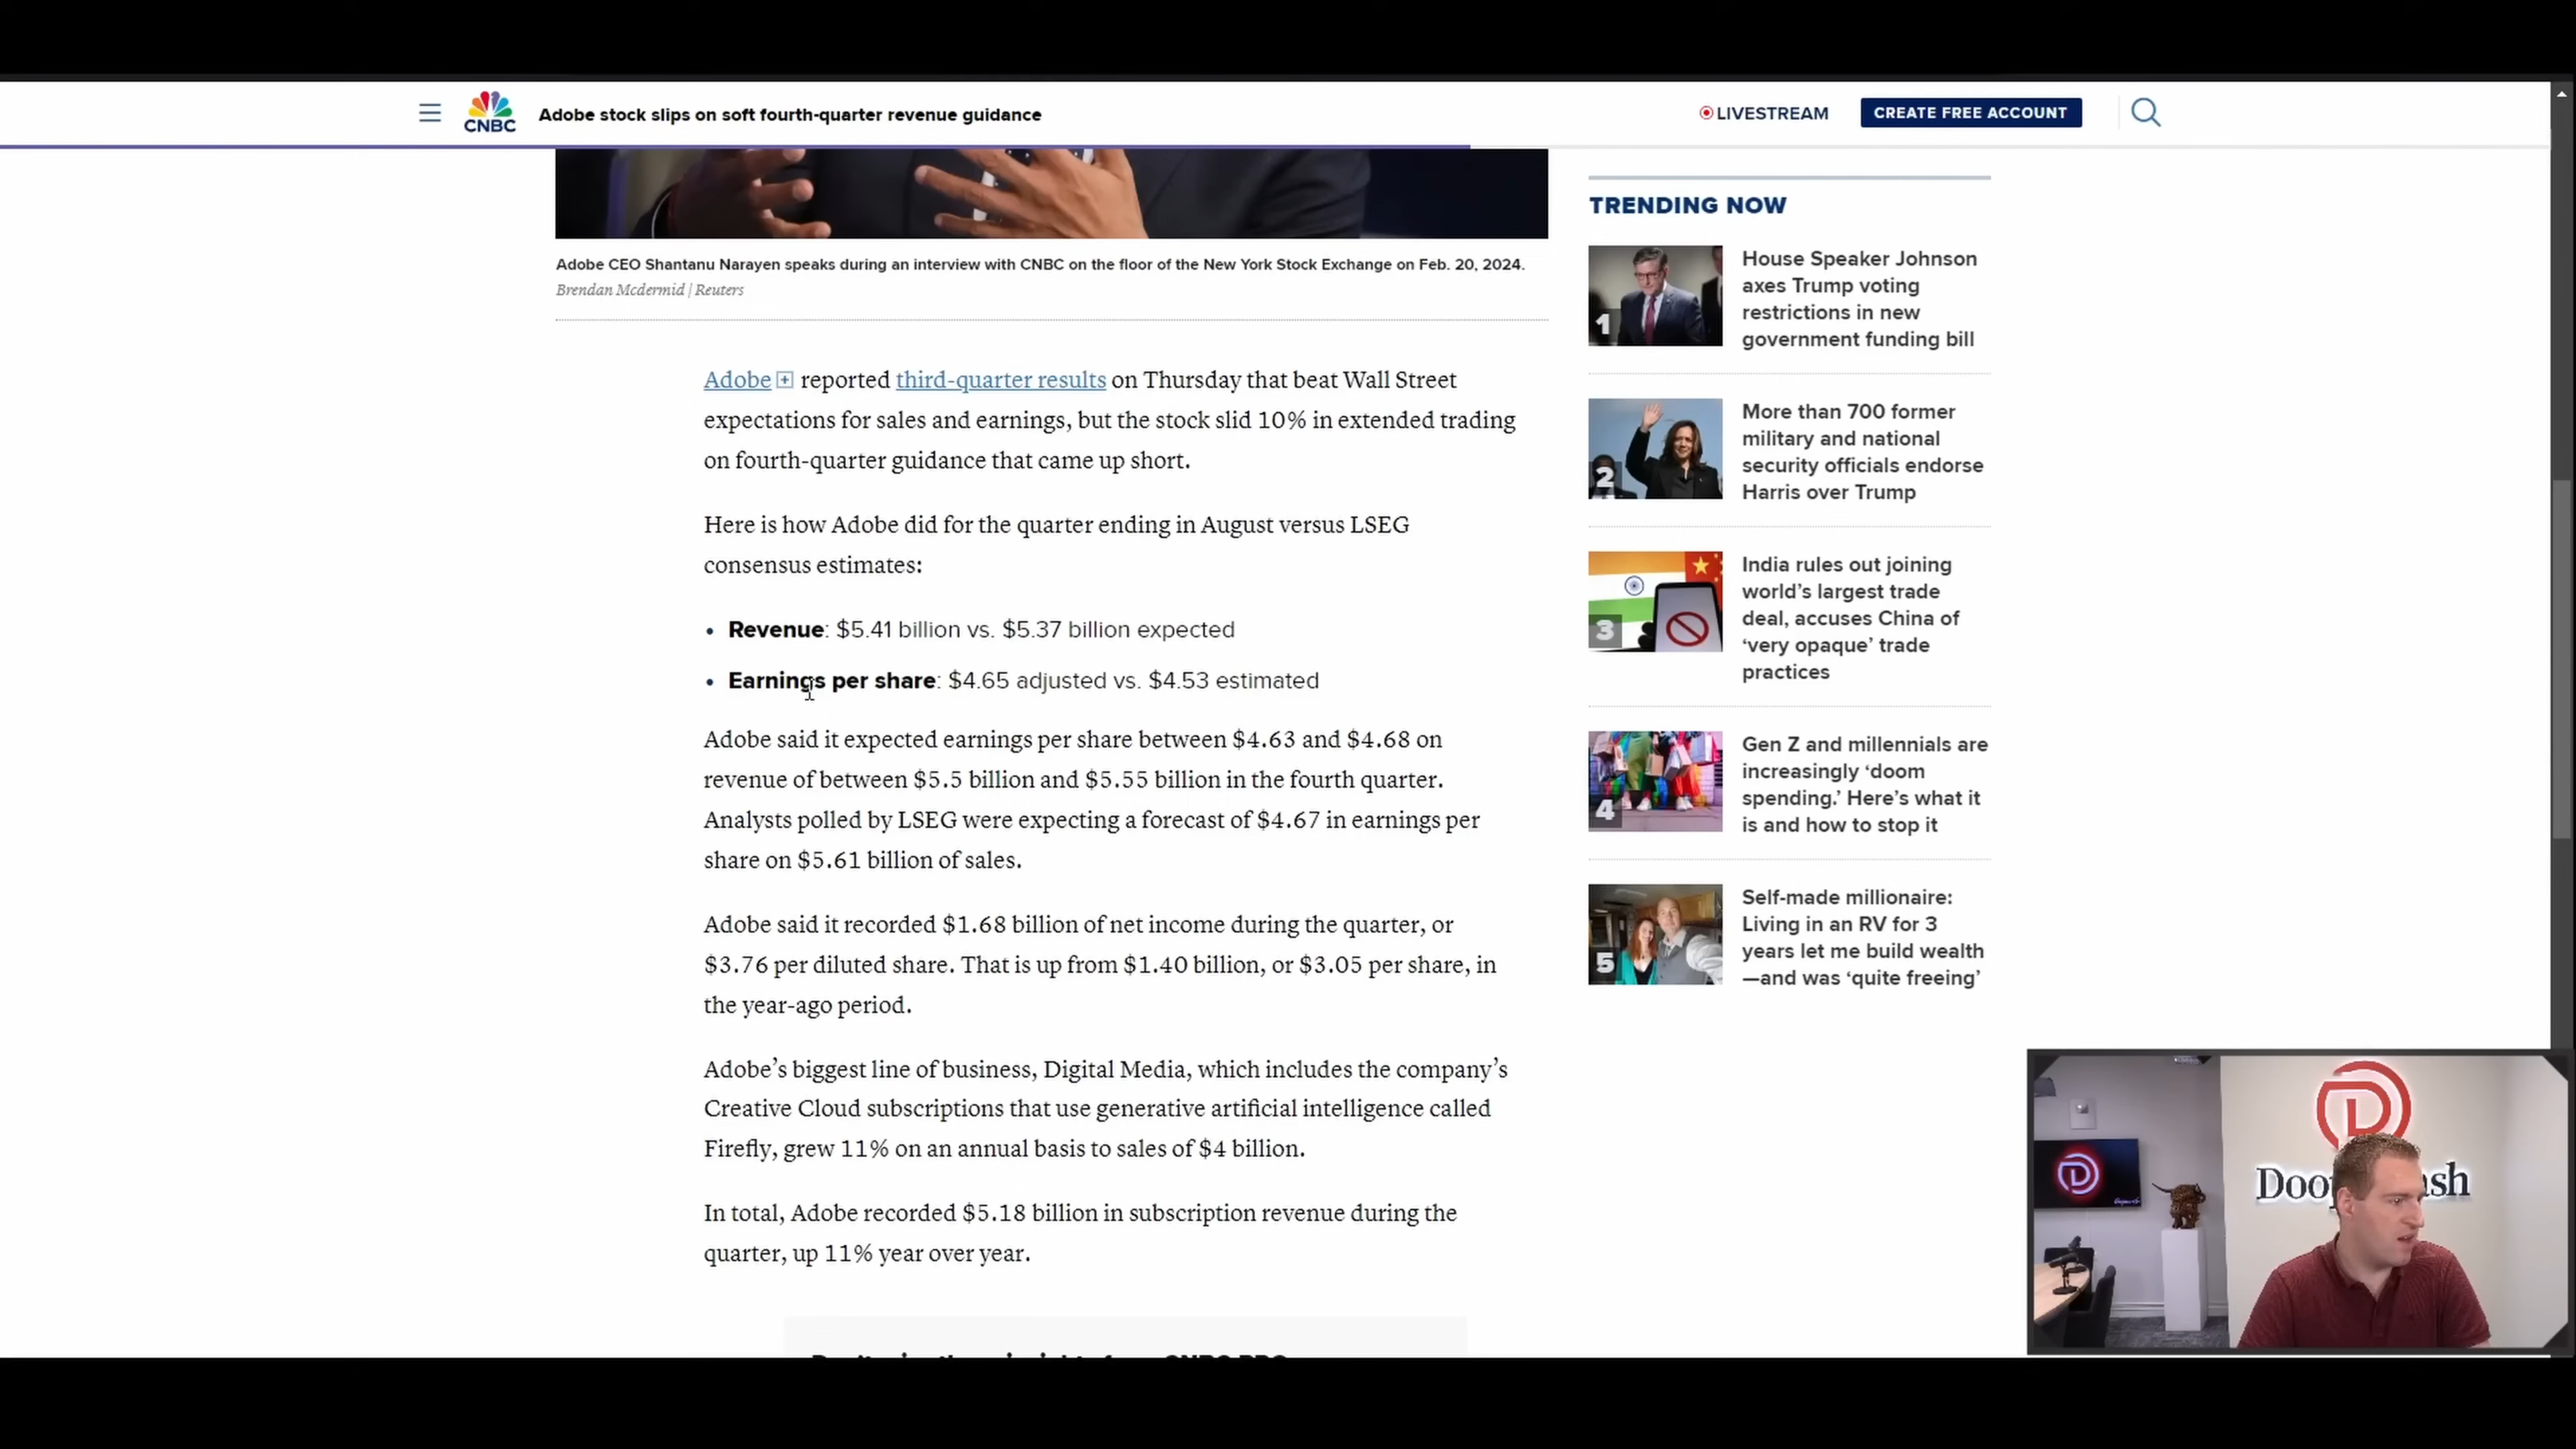 CNBC
Adobe stock slips on soft fourth-quarter revenue guidance
LIVESTREAM
CREATE FREE ACCOUNT
Adobe CEO Shantanu Narayen speaks during an interview with CNBC on the floor of the New York Stock Exchange on Feb. 20, 2024.
Brendan Mcdermid | Reuters
Adobe + reported third-quarter results on Thursday that beat Wall Street
expectations for sales and earnings, but the stock slid 10% in extended trading
on fourth-quarter guidance that came up short.
Here is how Adobe did for the quarter ending in August versus LSEG
consensus estimates:
• Revenue: $5.41 billion vs. $5.37 billion expected
• Earnings per share: $4.65 adjusted vs. $4.53 estimated
Adobe said it expected earnings per share between $4.63 and $4.68 on
revenue of between $5.5 billion and $5.55 billion in the fourth quarter.
Analysts polled by LSEG were expecting a forecast of $4.67 in earnings per
share on $5.61 billion of sales.
Adobe said it recorded $1.68 billion of net income during the quarter, or
$3.76 per diluted share. That is up from $1.40 billion, or $3.05 per share, in
the year-ago period.
Adobe’s biggest line of business, Digital Media, which includes the company’s
Creative Cloud subscriptions that use generative artificial intelligence called
Firefly, grew 11% on an annual basis to sales of $4 billion.
In total, Adobe recorded $5.18 billion in subscription revenue during the
quarter, up 11% year over year.
TRENDING NOW
1
House Speaker Johnson
axes Trump voting
restrictions in new
government funding bill
2
More than 700 former
military and national
security officials endorse
Harris over Trump
3
India rules out joining
world’s largest trade
deal, accuses China of
‘very opaque’ trade
practices
4
Gen Z and millennials are
increasingly ‘doom
spending.’ Here’s what it
is and how to stop it
5
Self-made millionaire:
Living in an RV for 3
years let me build wealth
—and was ‘quite freeing’